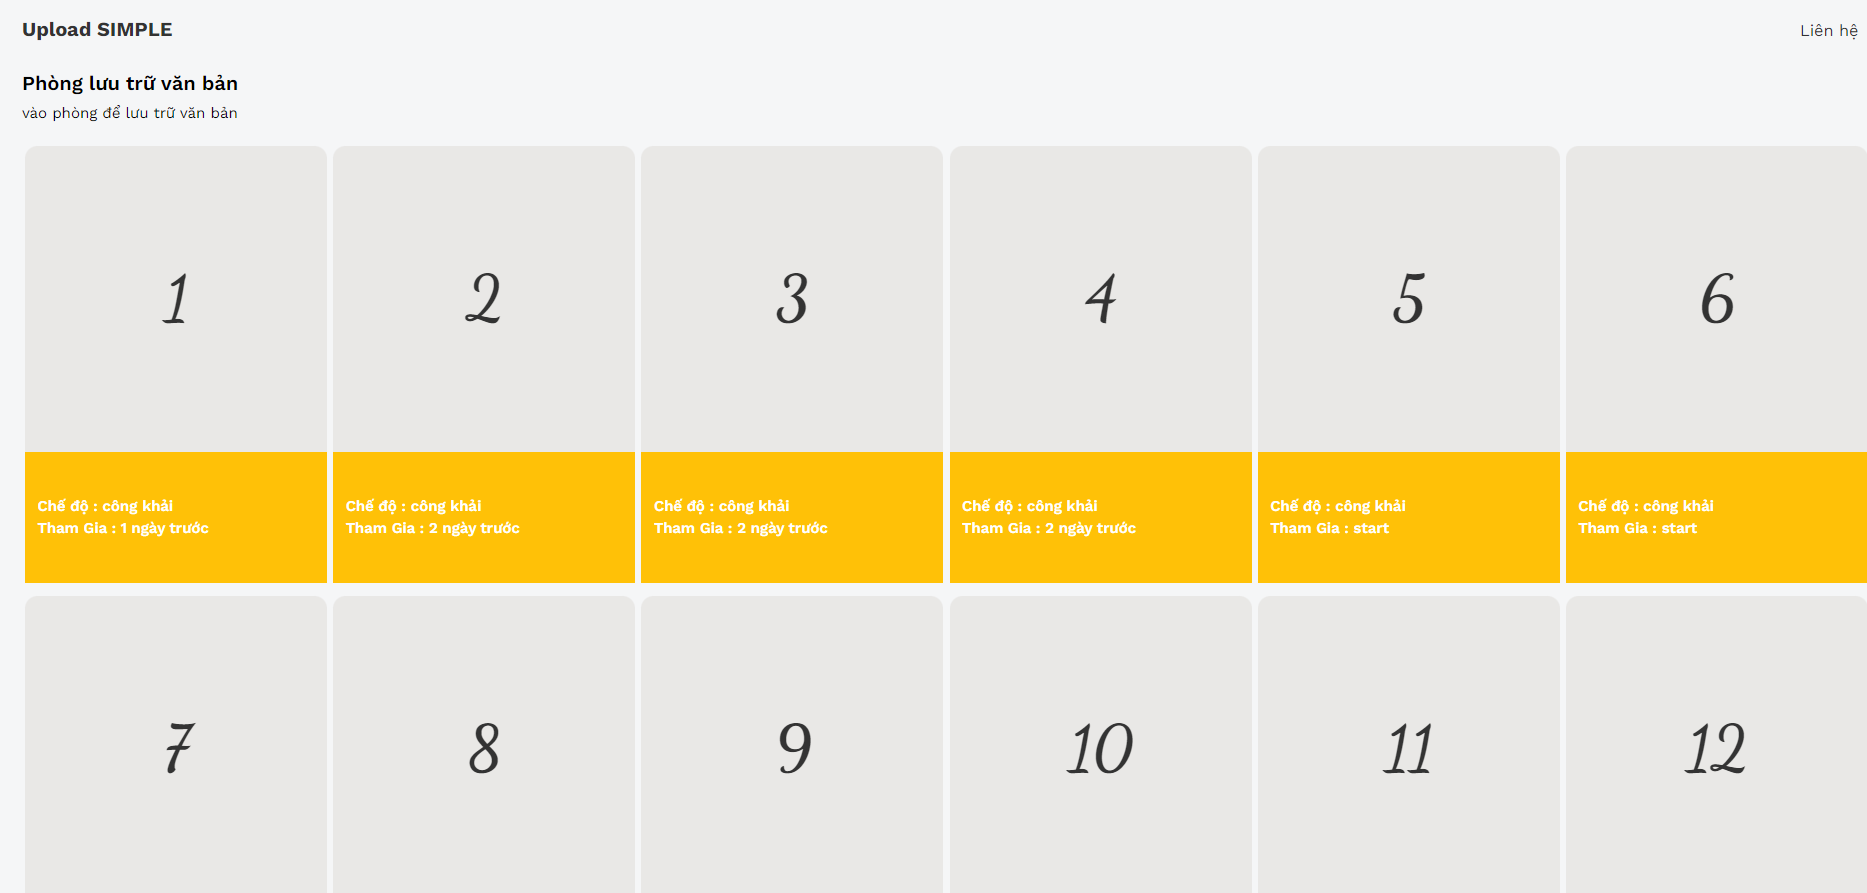 Upload SIMPLE
Liên hệ
Phòng lưu trữ văn bản
vào phòng để lưu trữ văn bản
1
2
3
4
5
6
Chế độ : công khải
Tham Gia : 1 ngày trước
Chế độ : công khải
Tham Gia : 2 ngày trước
Chế độ : công khải
Tham Gia : 2 ngày trước
Chế độ : công khải
Tham Gia : 2 ngày trước
Chế độ : công khải
Tham Gia : start
Chế độ : công khải
Tham Gia : start
7
8
9
10
11
12